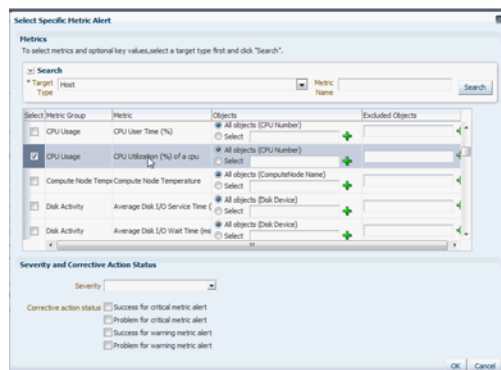 Select Specific Metric Alert
Metrics
To select metrics and optional key values,select a target type first and click "Search".
Search
* Target Type Host Metric Name Search
Select Metric Group Metric Objects Excluded Objects
CPU Usage CPU User Time (%) All objects (CPU Number)
Select
CPU Usage CPU Utilization (%) of a cpu All objects (CPU Number)
Select
Compute Node Temp Compute Node Temperature All objects (ComputeNode Name)
Select
Disk Activity Average Disk I/O Service Time ( All objects (Disk Device)
Select
Disk Activity Average Disk I/O Wait Time (ms All objects (Disk Device)
Select
Severity and Corrective Action Status
Severity
Corrective action status Success for critical metric alert
Problem for critical metric alert
Success for warning metric alert
Problem for warning metric alert
OK Cancel